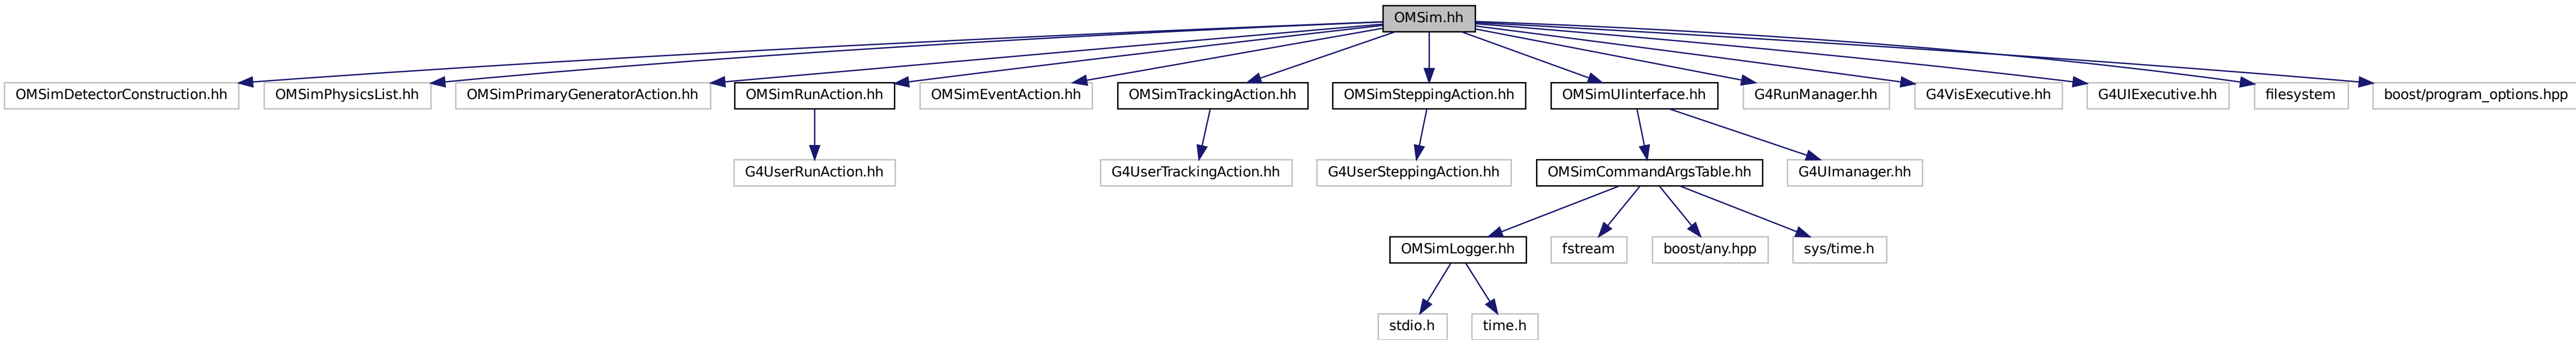 OMSim.hh
OMSimDetectorConstruction.hh
OMSimPhysicsList.hh
OMSimPrimaryGeneratorAction.hh
OMSimRunAction.hh
OMSimEventAction.hh
OMSimTrackingAction.hh
OMSimSteppingAction.hh
OMSimUIinterface.hh
G4RunManager.hh
G4VisExecutive.hh
G4UIExecutive.hh
filesystem
boost/program_options.hpp
G4UserRunAction.hh
G4UserTrackingAction.hh
G4UserSteppingAction.hh
OMSimCommandArgsTable.hh
G4UImanager.hh
OMSimLogger.hh
fstream
boost/any.hpp
sys/time.h
stdio.h
time.h